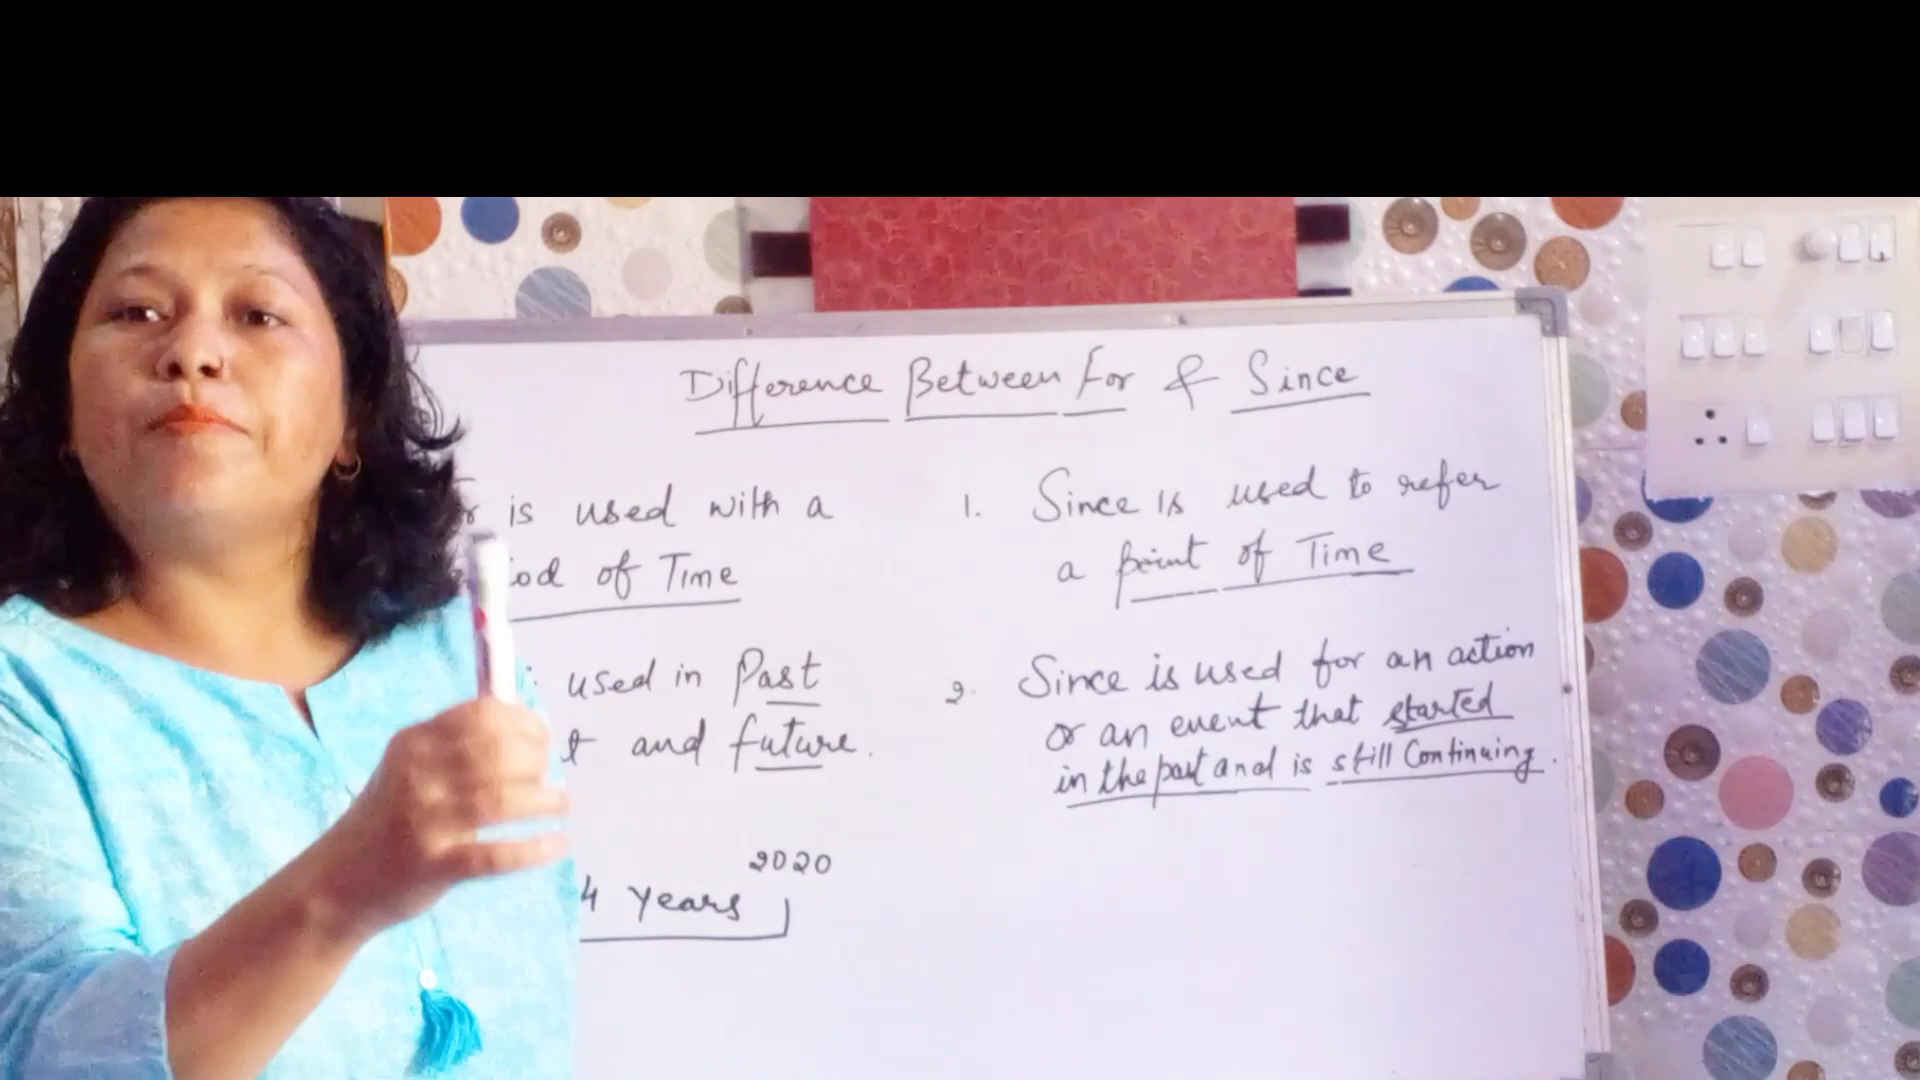 Difference Between For & Since
is used with a
of Time
used in Past
and future.
2020
4 Years
1. Since is used to refer
a point of Time
2. Since is used for an action
or an event that started
in the past and is still Continuing.